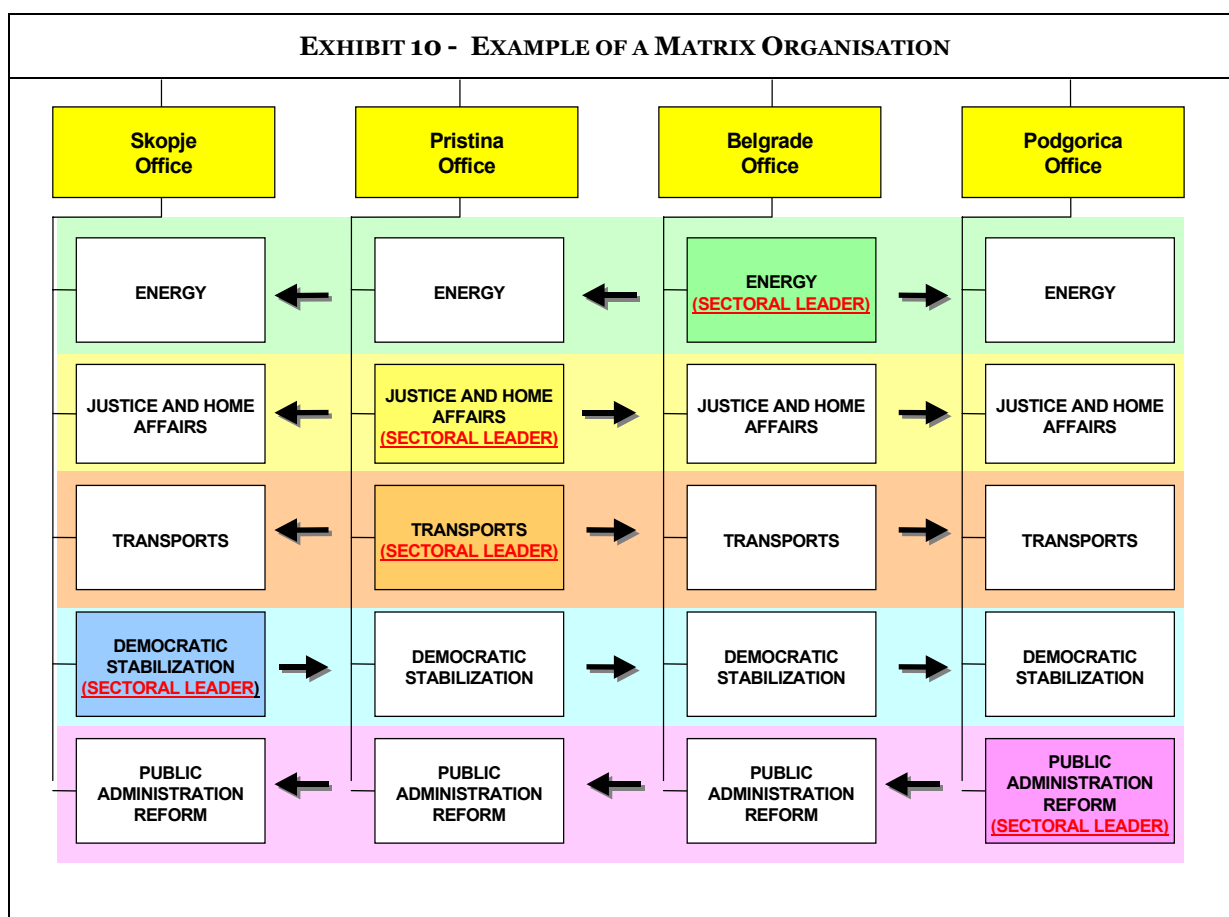 EXHIBIT 10 - EXAMPLE OF A MATRIX ORGANISATION
Skopje
Office
Pristina
Office
Belgrade
Office
Podgorica
Office
ENERGY
ENERGY
ENERGY
(SECTORAL LEADER)
ENERGY
JUSTICE AND HOME
AFFAIRS
JUSTICE AND HOME
AFFAIRS
(SECTORAL LEADER)
JUSTICE AND HOME
AFFAIRS
JUSTICE AND HOME
AFFAIRS
TRANSPORTS
TRANSPORTS
(SECTORAL LEADER)
TRANSPORTS
TRANSPORTS
DEMOCRATIC
STABILIZATION
(SECTORAL LEADER)
DEMOCRATIC
STABILIZATION
DEMOCRATIC
STABILIZATION
DEMOCRATIC
STABILIZATION
PUBLIC
ADMINISTRATION
REFORM
PUBLIC
ADMINISTRATION
REFORM
PUBLIC
ADMINISTRATION
REFORM
PUBLIC
ADMINISTRATION
REFORM
(SECTORAL LEADER)